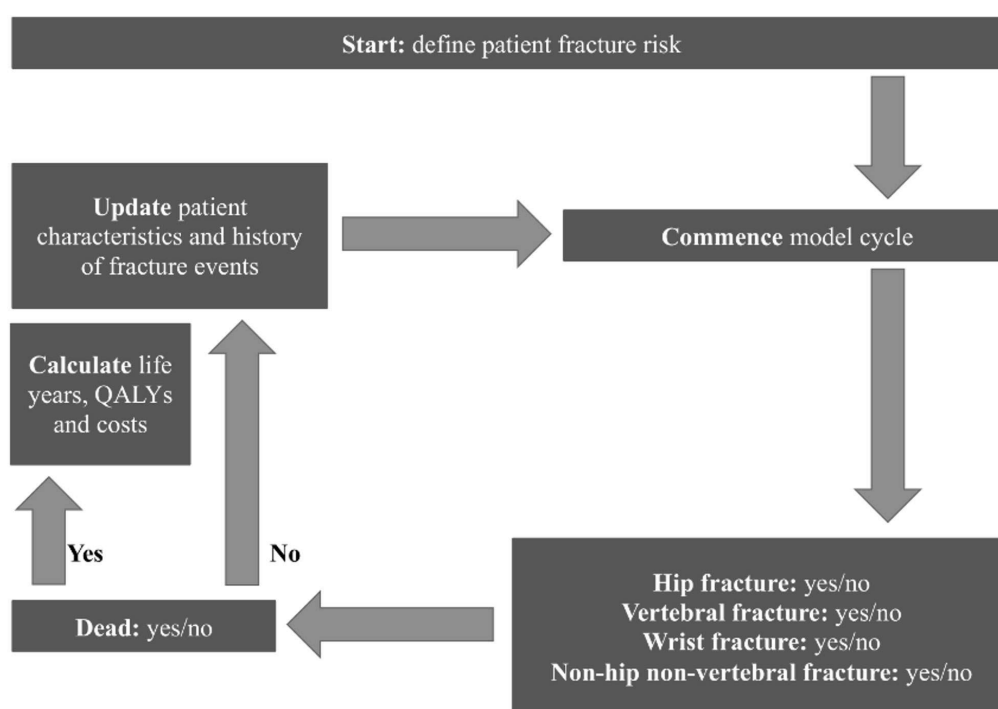 Start: define patient fracture risk
Update patient
characteristics and history
of fracture events
Commence model cycle
Calculate life
years, QALYs
and costs
Yes
No
Dead: yes/no
Hip fracture: yes/no
Vertebral fracture: yes/no
Wrist fracture: yes/no
Non-hip non-vertebral fracture: yes/no